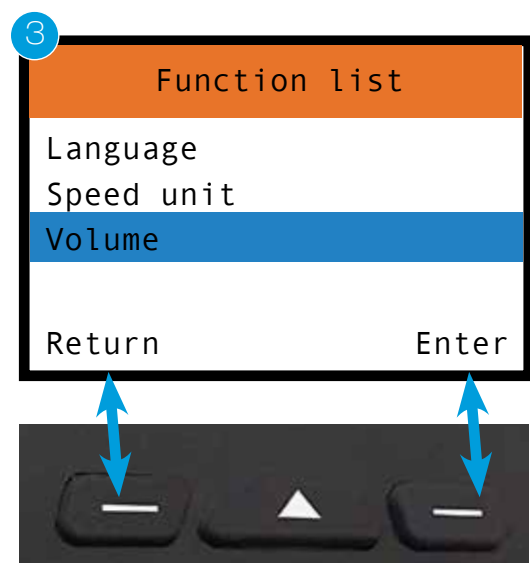 3
Function list
Language
Speed unit
Volume
Return Enter